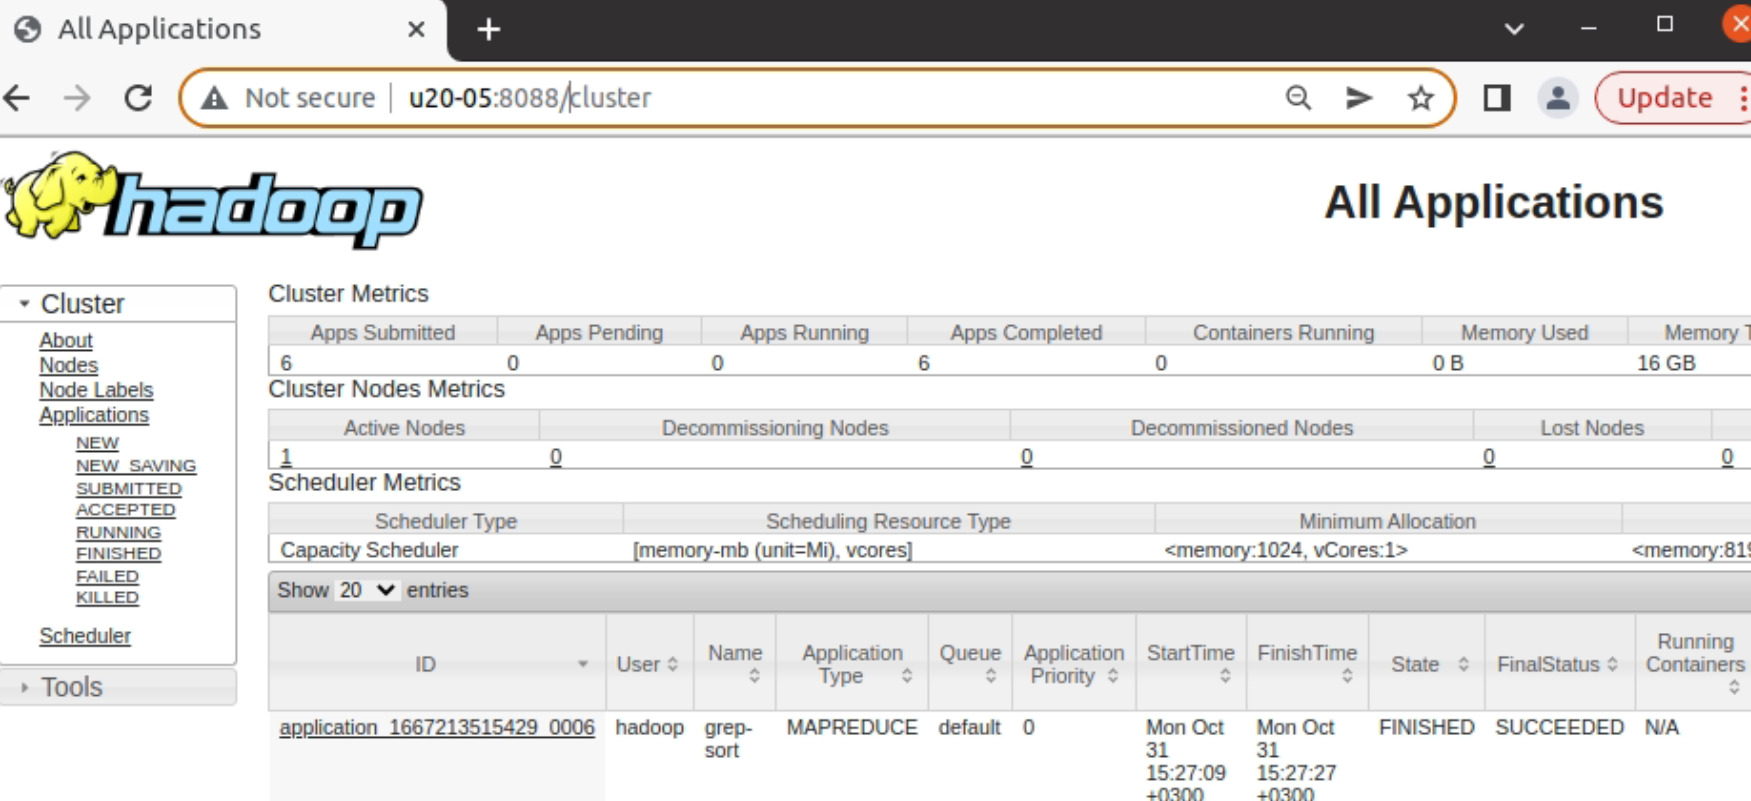 All Applications
Not secure u20-05:8088/cluster
Update
hadoop
All Applications
Cluster
About
Nodes
Node Labels
Applications
NEW
NEW_SAVING
SUBMITTED
ACCEPTED
RUNNING
FINISHED
FAILED
KILLED
Scheduler
Tools
Cluster Metrics
Apps Submitted Apps Pending Apps Running Apps Completed Containers Running Memory Used Memory T
6 0 0 6 0 0 B 16 GB
Cluster Nodes Metrics
Active Nodes Decommissioning Nodes Decommissioned Nodes Lost Nodes
1 0 0 0 0
Scheduler Metrics
Scheduler Type Scheduling Resource Type Minimum Allocation
Capacity Scheduler [memory-mb (unit=Mi), vcores] <memory:1024, vCores:1> <memory:819
Show 20 entries
ID User Name Application Type Queue Application Priority StartTime FinishTime State FinalStatus Running Containers
application_1667213515429_0006 hadoop grep- MAPREDUCE default 0 Mon Oct Mon Oct FINISHED SUCCEEDED N/A
sort 31 31
15:27:09 15:27:27
+0300 +0300